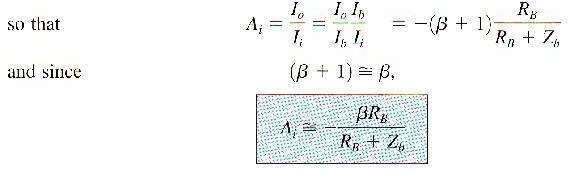 so that A_i = I_o / I_i = (I_o / I_b)(I_b / I_i) = −(β + 1) R_B / (R_B + Z_b)
and since (β + 1) ≅ β,
A_i ≅ − βR_B / (R_B + Z_b)